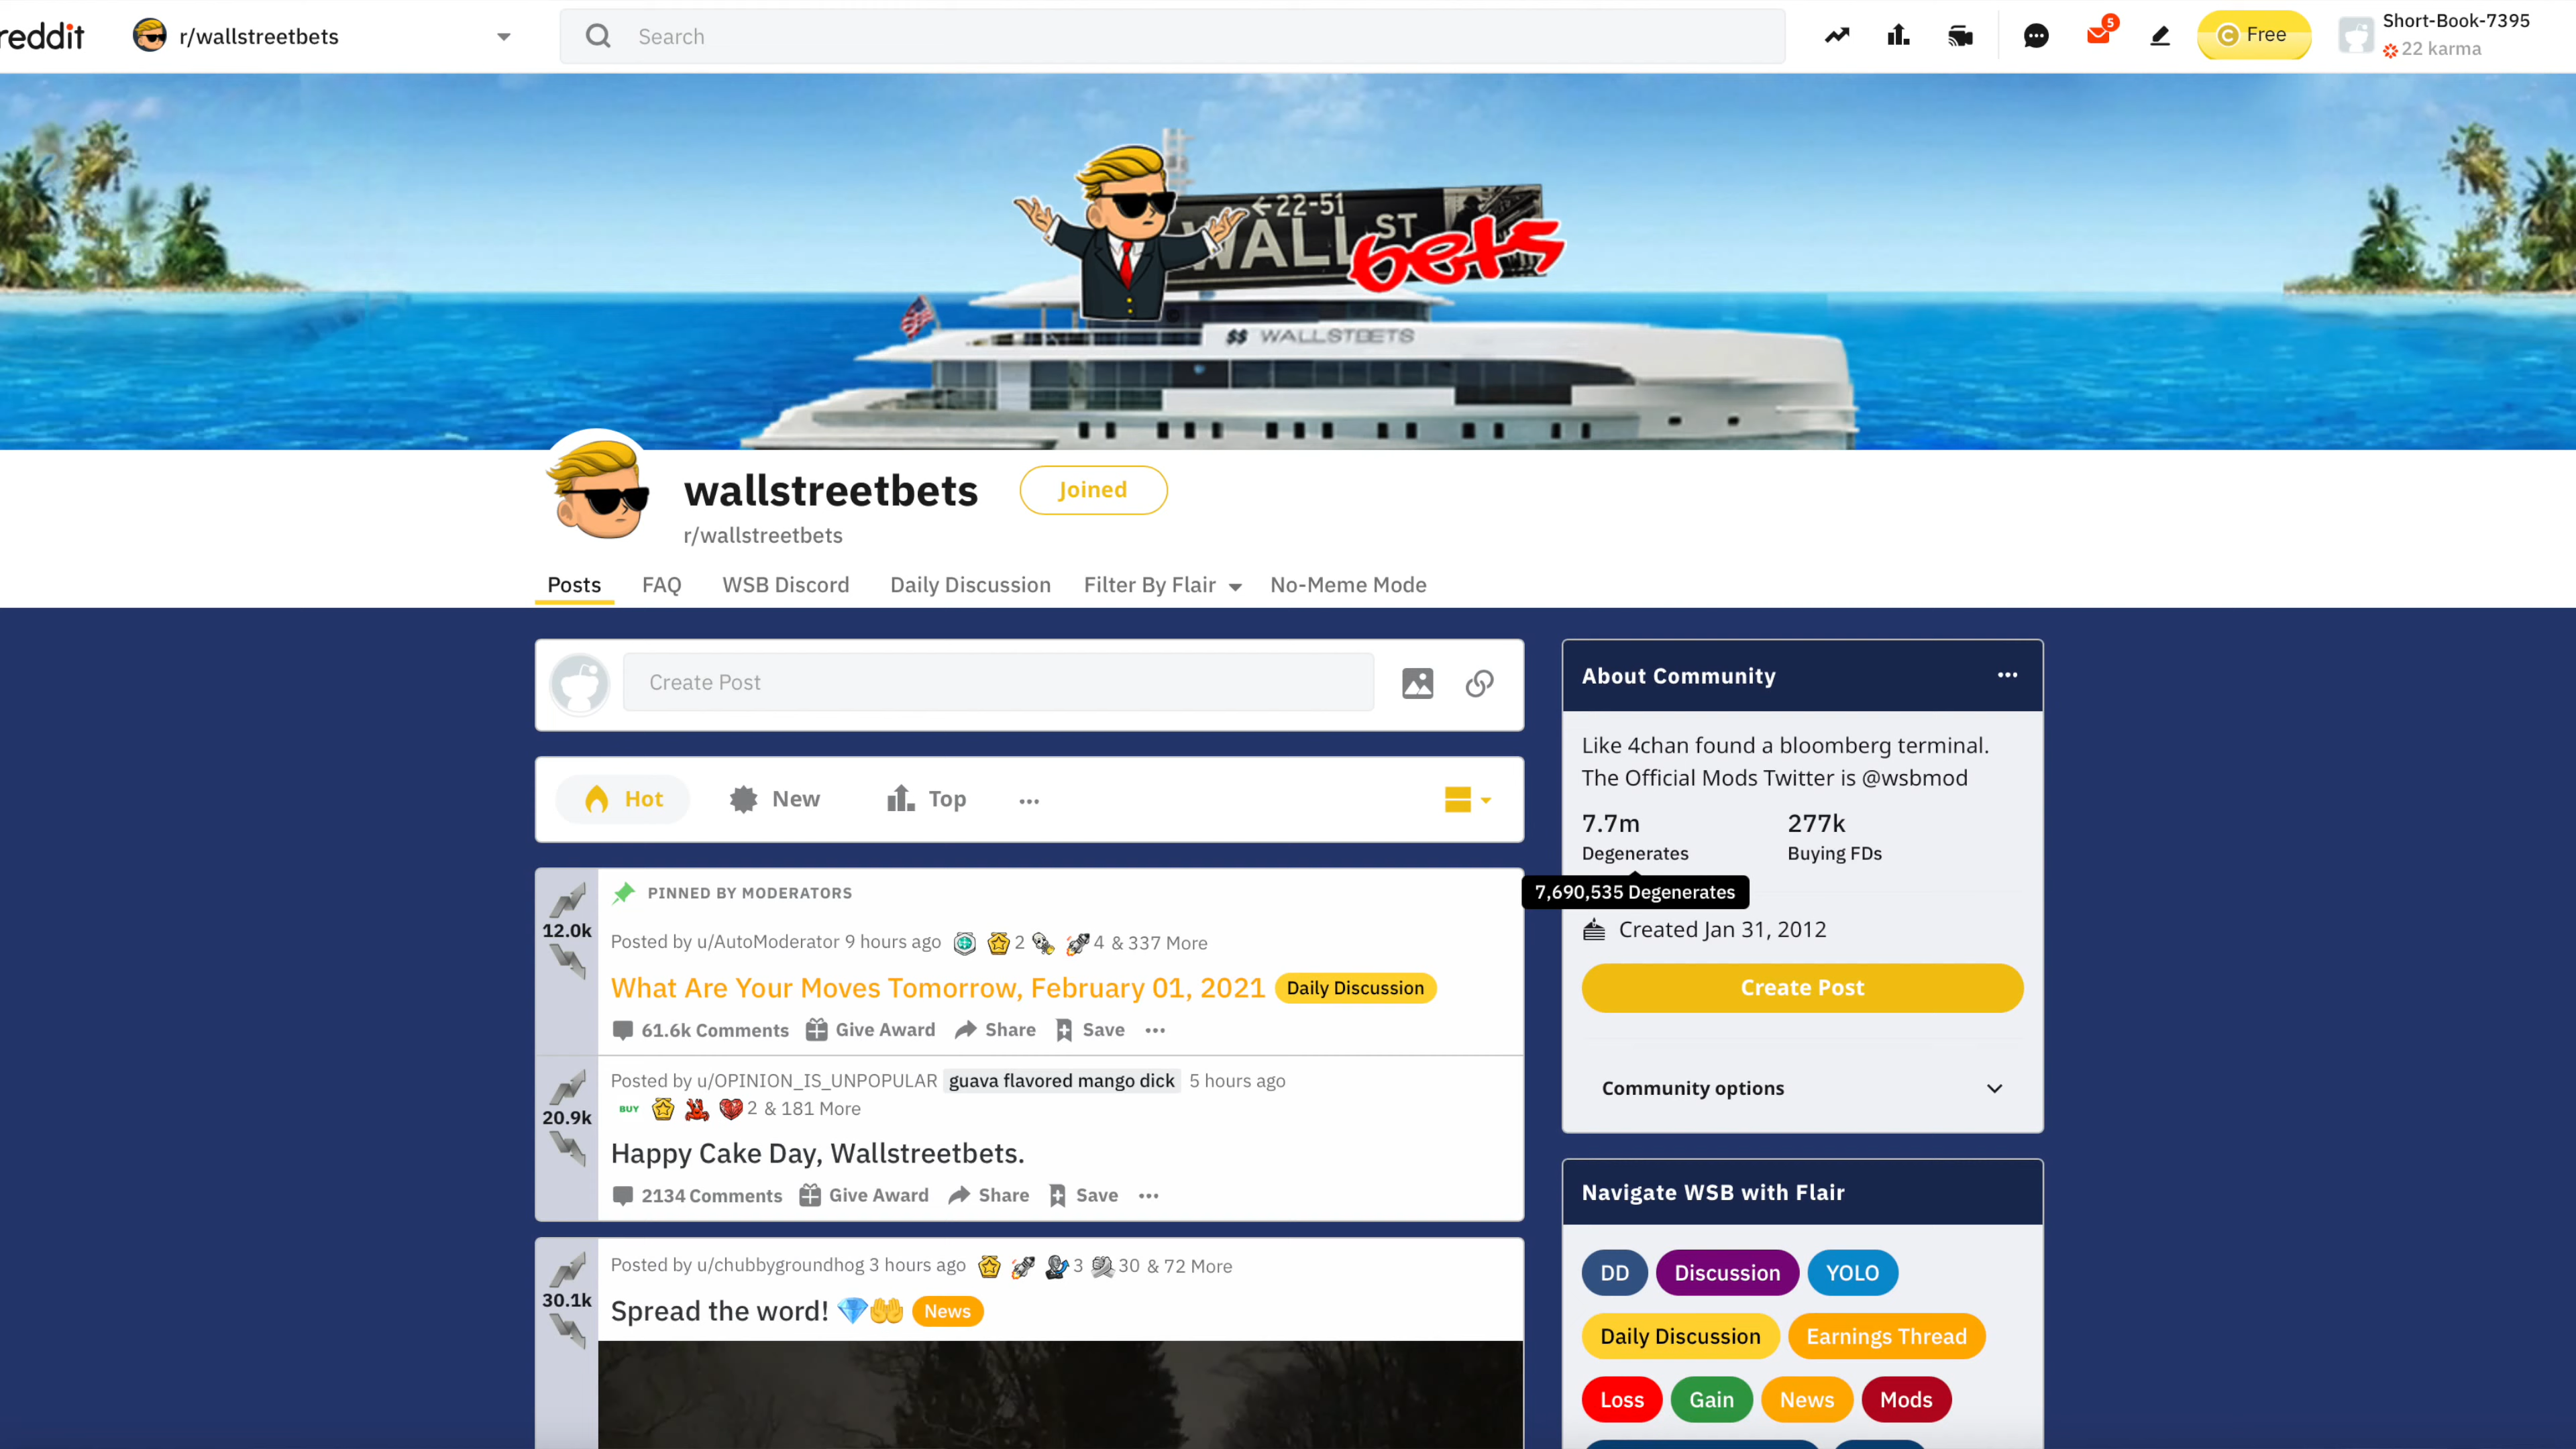 reddit
r/wallstreetbets
Search
5
Free
Short-Book-7395
22 karma
←22-51
WALL ST
bets
$$ WALLSTBETS
wallstreetbets
Joined
r/wallstreetbets
Posts FAQ WSB Discord Daily Discussion Filter By Flair No-Meme Mode
Create Post
Hot New Top ...
PINNED BY MODERATORS
12.0k
Posted by u/AutoModerator 9 hours ago 2 4 & 337 More
What Are Your Moves Tomorrow, February 01, 2021 Daily Discussion
61.6k Comments Give Award Share Save ...
Posted by u/OPINION_IS_UNPOPULAR guava flavored mango dick 5 hours ago
BUY 2 & 181 More
20.9k
Happy Cake Day, Wallstreetbets.
2134 Comments Give Award Share Save ...
Posted by u/chubbygroundhog 3 hours ago 3 30 & 72 More
30.1k
Spread the word! 💎🤲 News
About Community ...
Like 4chan found a bloomberg terminal.
The Official Mods Twitter is @wsbmod
7.7m 277k
Degenerates Buying FDs
7,690,535 Degenerates
Created Jan 31, 2012
Create Post
Community options
Navigate WSB with Flair
DD Discussion YOLO
Daily Discussion Earnings Thread
Loss Gain News Mods